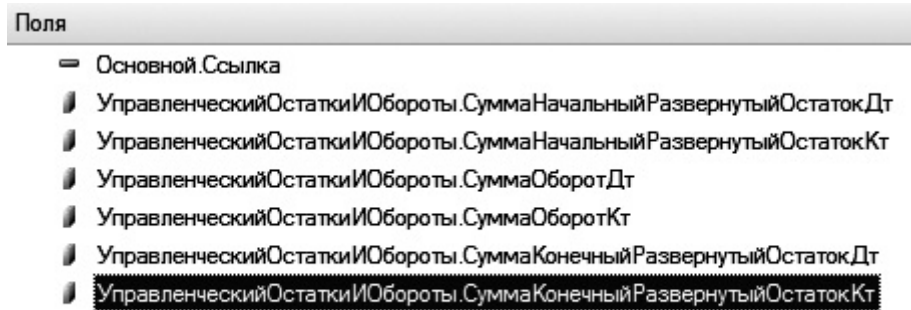 Поля
Основной.Ссылка
УправленческийОстаткиИОбороты.СуммаНачальныйРазвернутыйОстатокДт
УправленческийОстаткиИОбороты.СуммаНачальныйРазвернутыйОстатокКт
УправленческийОстаткиИОбороты.СуммаОборотДт
УправленческийОстаткиИОбороты.СуммаОборотКт
УправленческийОстаткиИОбороты.СуммаКонечныйРазвернутыйОстатокДт
УправленческийОстаткиИОбороты.СуммаКонечныйРазвернутыйОстатокКт